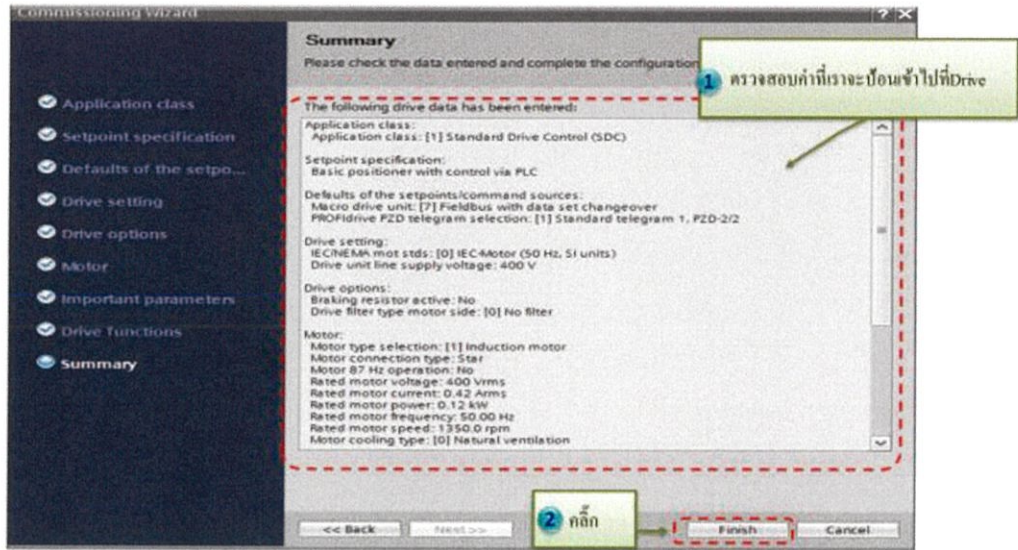 Commissioning Wizard
? X
Summary
Please check the data entered and complete the configuration
1 ตรวจสอบค่าที่เราจะป้อนเข้าไปที่Drive
Application class
Setpoint specification
Defaults of the setpo...
Drive setting
Drive options
Motor
Important parameters
Drive functions
Summary
The following drive data has been entered:
Application class:
Application class: [1] Standard Drive Control (SDC)
Setpoint specification:
Basic positioner with control via PLC
Defaults of the setpoints/command sources:
Macro drive unit: [7] Fieldbus with data set changeover
PROFIdrive PZD telegram selection: [1] Standard telegram 1, PZD-2/2
Drive setting:
IEC/NEMA mot stds: [0] IEC-Motor (50 Hz, SI units)
Drive unit line supply voltage: 400 V
Drive options:
Braking resistor active: No
Drive filter type motor side: [0] No filter
Motor:
Motor type selection: [1] Induction motor
Motor connection type: Star
Motor 87 Hz operation: No
Rated motor voltage: 400 Vrms
Rated motor current: 0.42 Arms
Rated motor power: 0.12 kW
Rated motor frequency: 50.00 Hz
Rated motor speed: 1350.0 rpm
Motor cooling type: [0] Natural ventilation
2 คลิ๊ก
<< Back
Next >>
Finish
Cancel